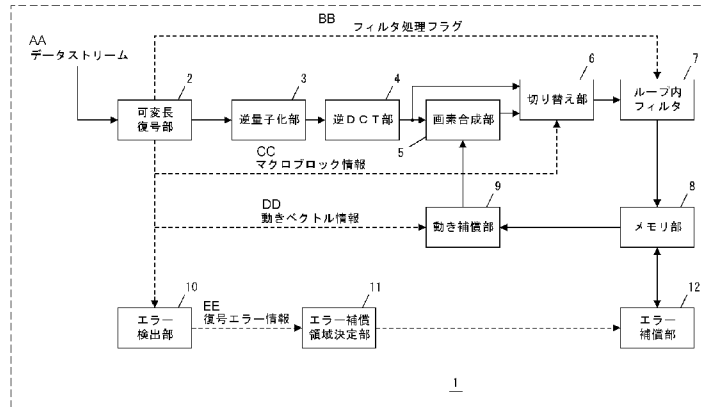 BB
フィルタ処理フラグ
AA
データストリーム
2
3
4
6
7
可変長
復号部
逆量子化部
逆DCT部
画素合成部
5
切り替え部
ループ内
フィルタ
CC
マクロブロック情報
DD
動きベクトル情報
9
動き補償部
8
メモリ部
10
エラー
検出部
EE
復号エラー情報
11
エラー補償
領域決定部
12
エラー
補償部
1